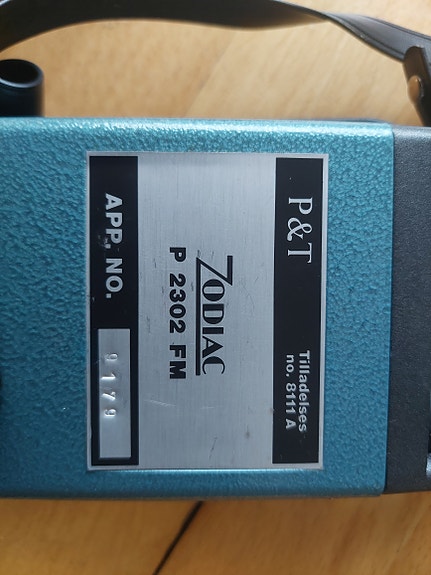 P&T
Tilladelses
no. 8111 A
ZODIAC
P 2302 FM
APP. NO.
9179